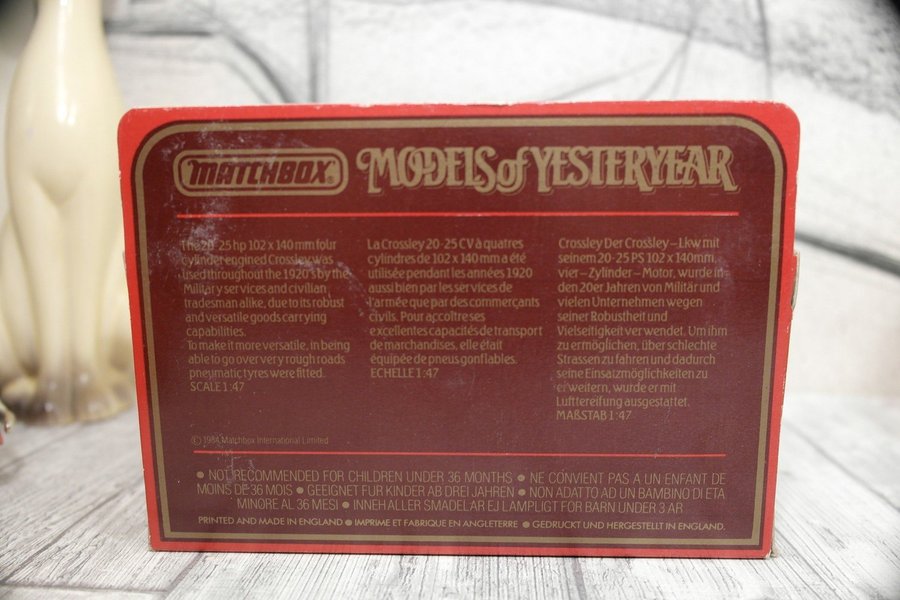 MATCHBOX MODELS of YESTERYEAR
The 20-25 hp 102 x 140 mm four
cylinder engined Crossley was
used throughout the 1920's by the
Military services and civilian
tradesman alike, due to its robust
and versatile goods carrying
capabilities.
To make it more versatile, in being
able to go over very rough roads
pneumatic tyres were fitted.
SCALE 1:47
La Crossley 20-25 CV à quatres
cylindres de 102 x 140 mm a été
utilisée pendant les années 1920
aussi bien par les services de
l'armée que par des commerçants
civils. Pour accoître ses
excellentes capacités de transport
de marchandises, elle était
équipée de pneus gonflables.
ECHELLE 1:47
Crossley Der Crossley – Lkw mit
seinem 20-25 PS 102 x 140mm,
vier – Zylinder – Motor, wurde in
den 20er Jahren von Militär und
vielen Unternehmen wegen
seiner Robustheit und
Vielseitigkeit verwendet. Um ihm
zu ermöglichen, über schlechte
Strassen zu fahren und dadurch
seine Einsatzmöglichkeiten zu
erweitern, wurde er mit
Lufttereifung ausgestattet.
MAßSTAB 1:47
© 1984 Matchbox International Limited
● NOT RECOMMENDED FOR CHILDREN UNDER 36 MONTHS ● NE CONVIENT PAS A UN ENFANT DE
MOINS DE 36 MOIS ● GEEIGNET FUR KINDER AB DREI JAHREN ● NON ADATTO AD UN BAMBINO DI ETA
MINORE AL 36 MESI ● INNEHALLER SMADELAR EJ LAMPLIGT FOR BARN UNDER 3 AR
PRINTED AND MADE IN ENGLAND ● IMPRIME ET FABRIQUE EN ANGLETERRE ● GEDRUCKT UND HERGESTELLT IN ENGLAND.